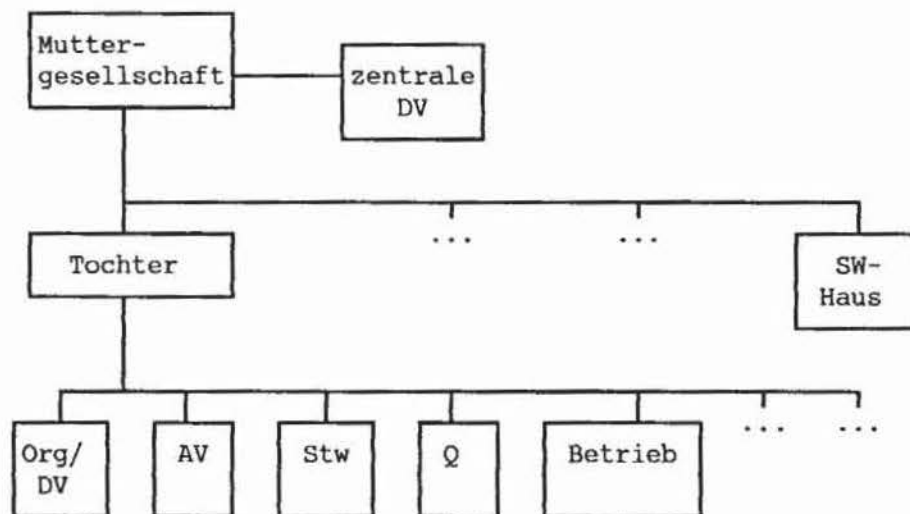 Mutter-
gesellschaft
zentrale
DV
... ...
Tochter
SW-
Haus
Org/
DV
AV
Stw
Q
Betrieb
... ...